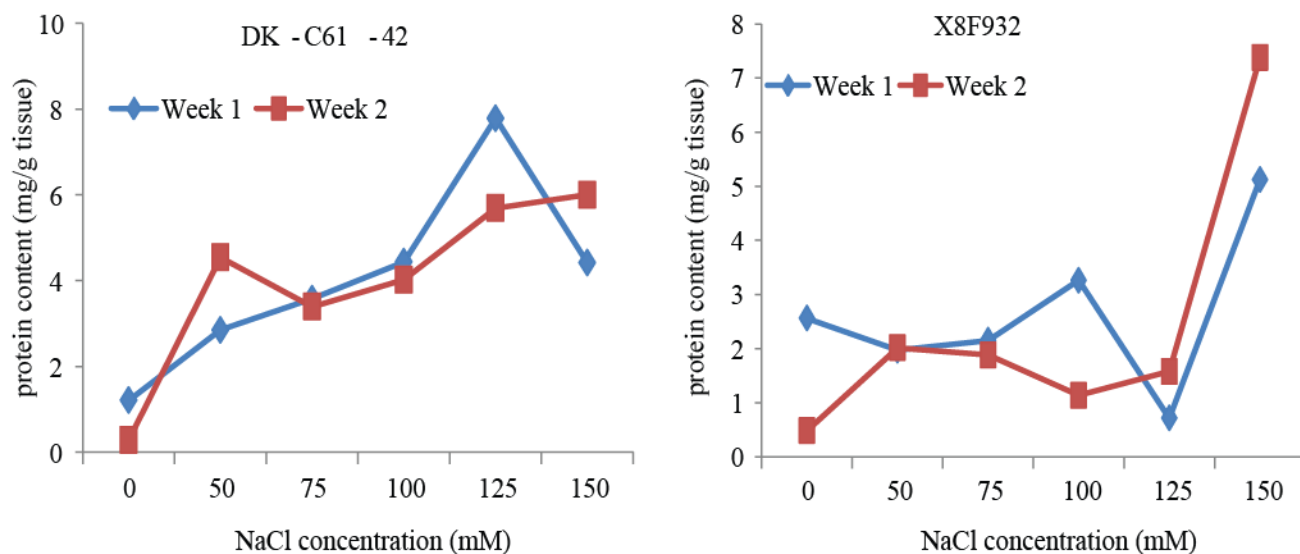 DK -C61 -42
Week 1 Week 2
protein content (mg/g tissue)
10
8
6
4
2
0
0 50 75 100 125 150
NaCl concentration (mM)
X8F932
Week 1 Week 2
protein content (mg/g tissue)
8
7
6
5
4
3
2
1
0
0 50 75 100 125 150
NaCl concentration (mM)